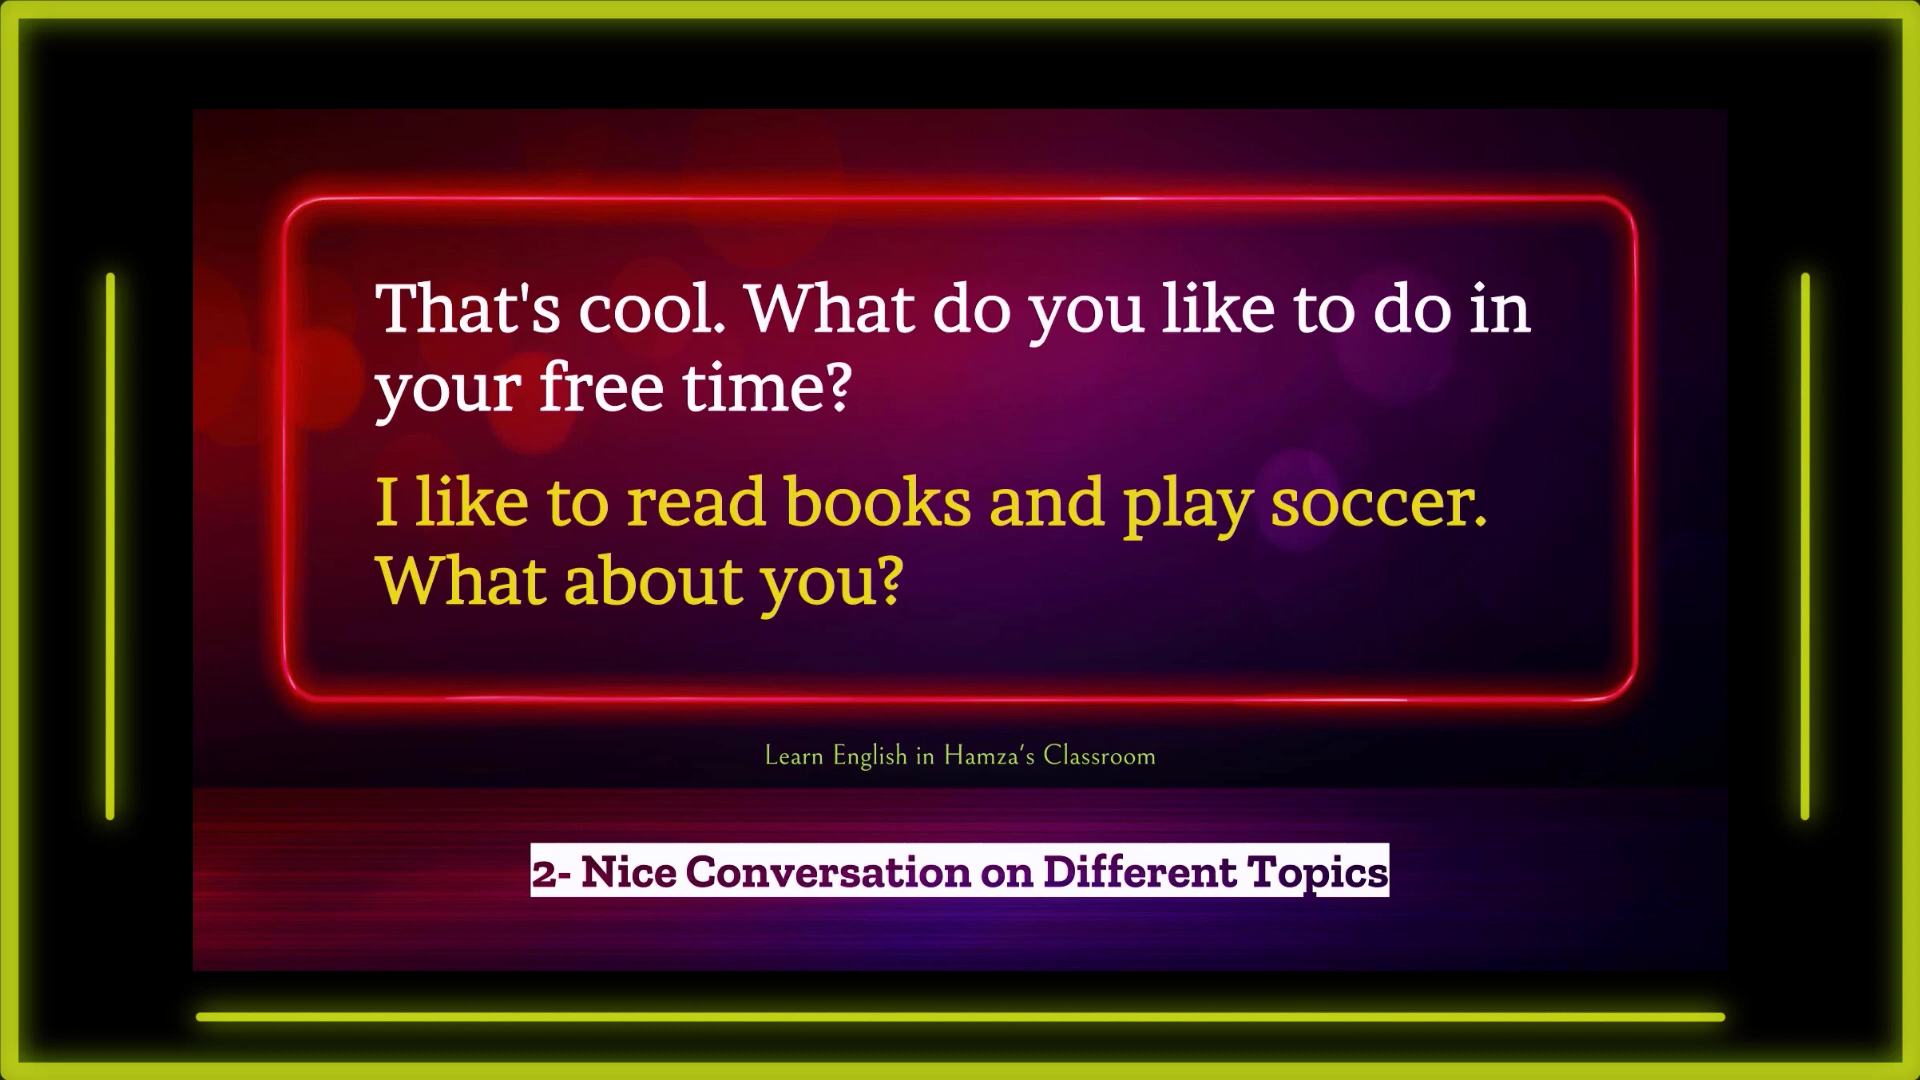 That's cool. What do you like to do in
your free time?
I like to read books and play soccer.
What about you?
Learn English in Hamza's Classroom
2- Nice Conversation on Different Topics